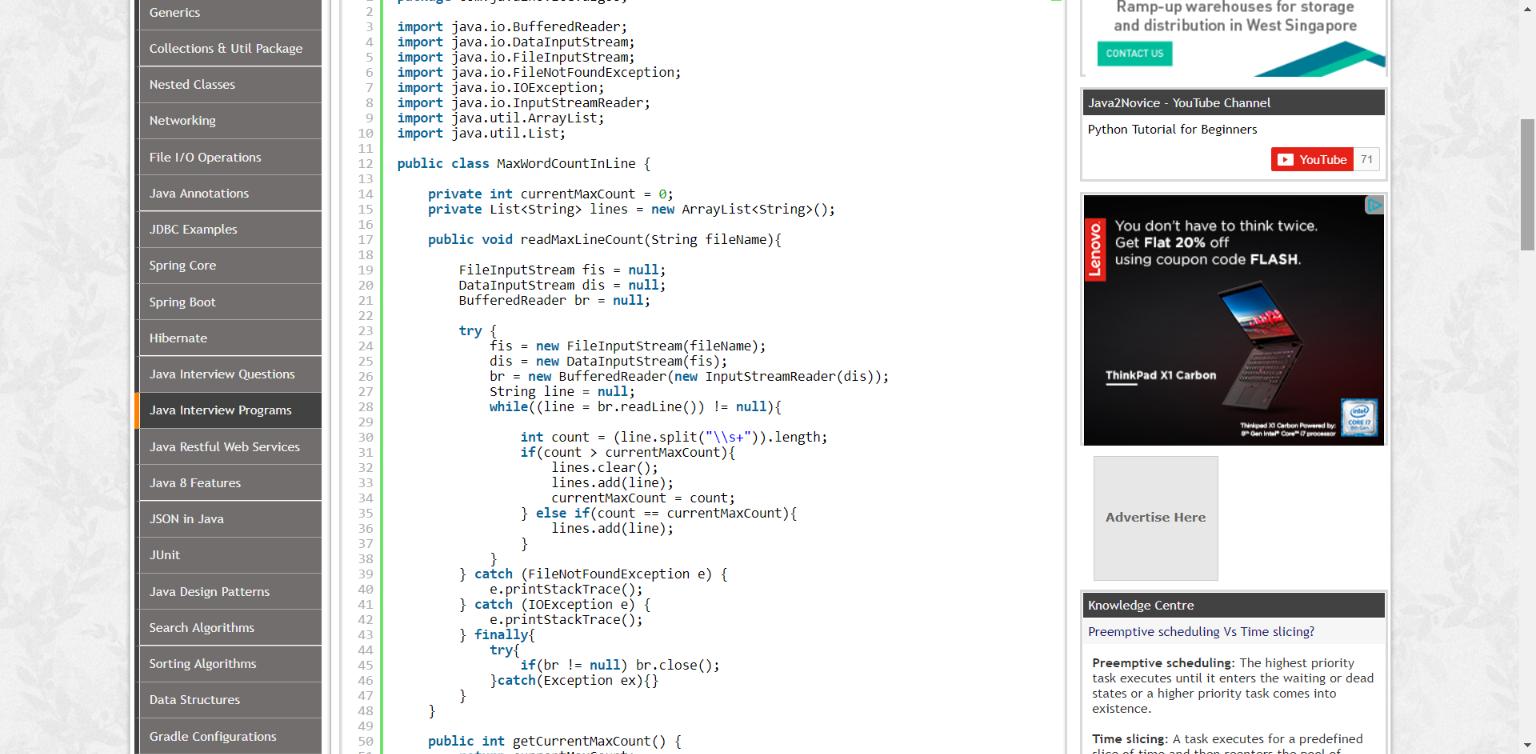 Generics
Collections & Util Package
Nested Classes
Networking
File I/O Operations
Java Annotations
JDBC Examples
Spring Core
Spring Boot
Hibernate
Java Interview Questions
Java Interview Programs
Java Restful Web Services
Java 8 Features
JSON in Java
JUnit
Java Design Patterns
Search Algorithms
Sorting Algorithms
Data Structures
Gradle Configurations
2
3 import java.io.BufferedReader;
4 import java.io.DataInputStream;
5 import java.io.FileInputStream;
6 import java.io.FileNotFoundException;
7 import java.io.IOException;
8 import java.io.InputStreamReader;
9 import java.util.ArrayList;
10 import java.util.List;
11
12 public class MaxWordCountInLine {
13
14     private int currentMaxCount = 0;
15     private List<String> lines = new ArrayList<String>();
16
17     public void readMaxLineCount(String fileName){
18
19         FileInputStream fis = null;
20         DataInputStream dis = null;
21         BufferedReader br = null;
22
23         try {
24             fis = new FileInputStream(fileName);
25             dis = new DataInputStream(fis);
26             br = new BufferedReader(new InputStreamReader(dis));
27             String line = null;
28             while((line = br.readLine()) != null){
29
30                 int count = (line.split("\\s+")).length;
31                 if(count > currentMaxCount){
32                     lines.clear();
33                     lines.add(line);
34                     currentMaxCount = count;
35                 } else if(count == currentMaxCount){
36                     lines.add(line);
37                 }
38             }
39         } catch (FileNotFoundException e) {
40             e.printStackTrace();
41         } catch (IOException e) {
42             e.printStackTrace();
43         } finally{
44             try{
45                 if(br != null) br.close();
46             }catch(Exception ex){}
47         }
48     }
49
50     public int getCurrentMaxCount() {
Ramp-up warehouses for storage
and distribution in West Singapore
CONTACT US
Java2Novice - YouTube Channel
Python Tutorial for Beginners
YouTube 71
Lenovo.
You don't have to think twice.
Get Flat 20% off
using coupon code FLASH.
ThinkPad X1 Carbon
intel
CORE i7
8th Gen
Thinkpad X1 Carbon Powered by:
8th Gen Intel® Core™ i7 processor
Advertise Here
Knowledge Centre
Preemptive scheduling Vs Time slicing?
Preemptive scheduling: The highest priority
task executes until it enters the waiting or dead
states or a higher priority task comes into
existence.
Time slicing: A task executes for a predefined
slice of time and then reenters the pool of